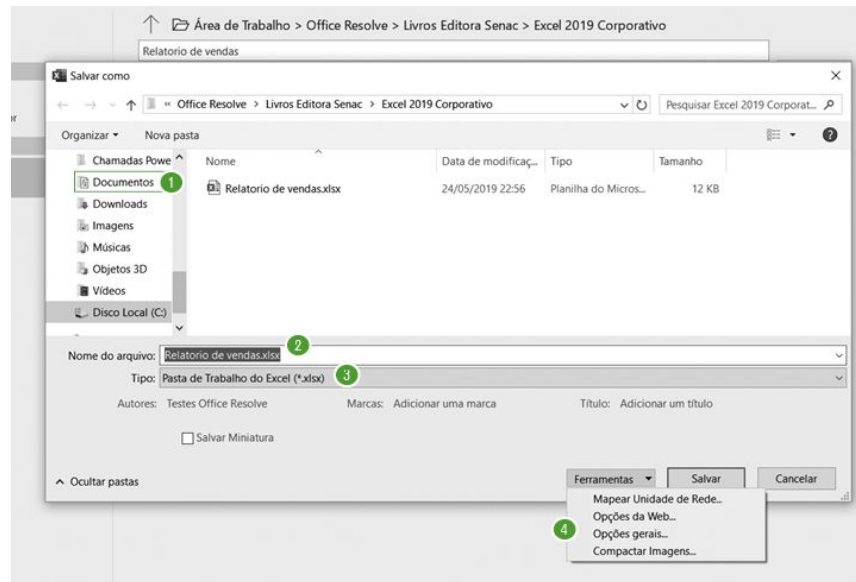 Área de Trabalho > Office Resolve > Livros Editora Senac > Excel 2019 Corporativo
Relatorio de vendas
Salvar como
« Office Resolve > Livros Editora Senac > Excel 2019 Corporativo
Pesquisar Excel 2019 Corporat...
Organizar
Nova pasta
Chamadas Powe
Documentos 1
Downloads
Imagens
Músicas
Objetos 3D
Vídeos
Disco Local (C:)
Nome Data de modificaç... Tipo Tamanho
Relatorio de vendas.xlsx 24/05/2019 22:56 Planilha do Micros... 12 KB
Nome do arquivo: Relatorio de vendas.xlsx 2
Tipo: Pasta de Trabalho do Excel (*.xlsx) 3
Autores: Testes Office Resolve Marcas: Adicionar uma marca Título: Adicionar um título
Salvar Miniatura
Ocultar pastas
Ferramentas Salvar Cancelar
Mapear Unidade de Rede...
Opções da Web...
4 Opções gerais...
Compactar Imagens...